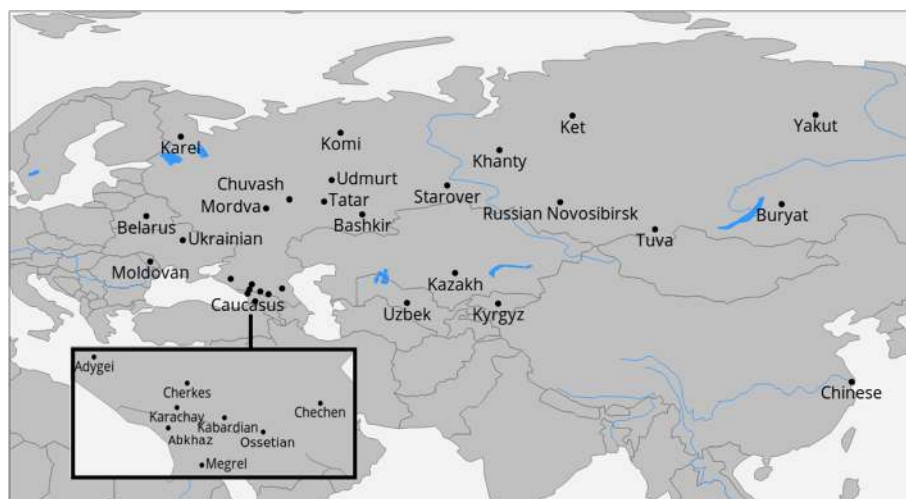 Karel
Komi
Ket
Yakut
Khanty
Chuvash
Udmurt
Mordva
Tatar
Starover
Bashkir
Russian Novosibirsk
Buryat
Belarus
Ukrainian
Tuva
Moldovan
Kazakh
Caucasus
Uzbek
Kyrgyz
Chinese
Adygei
Cherkes
Karachay
Chechen
Kabardian
Abkhaz
Ossetian
Megrel